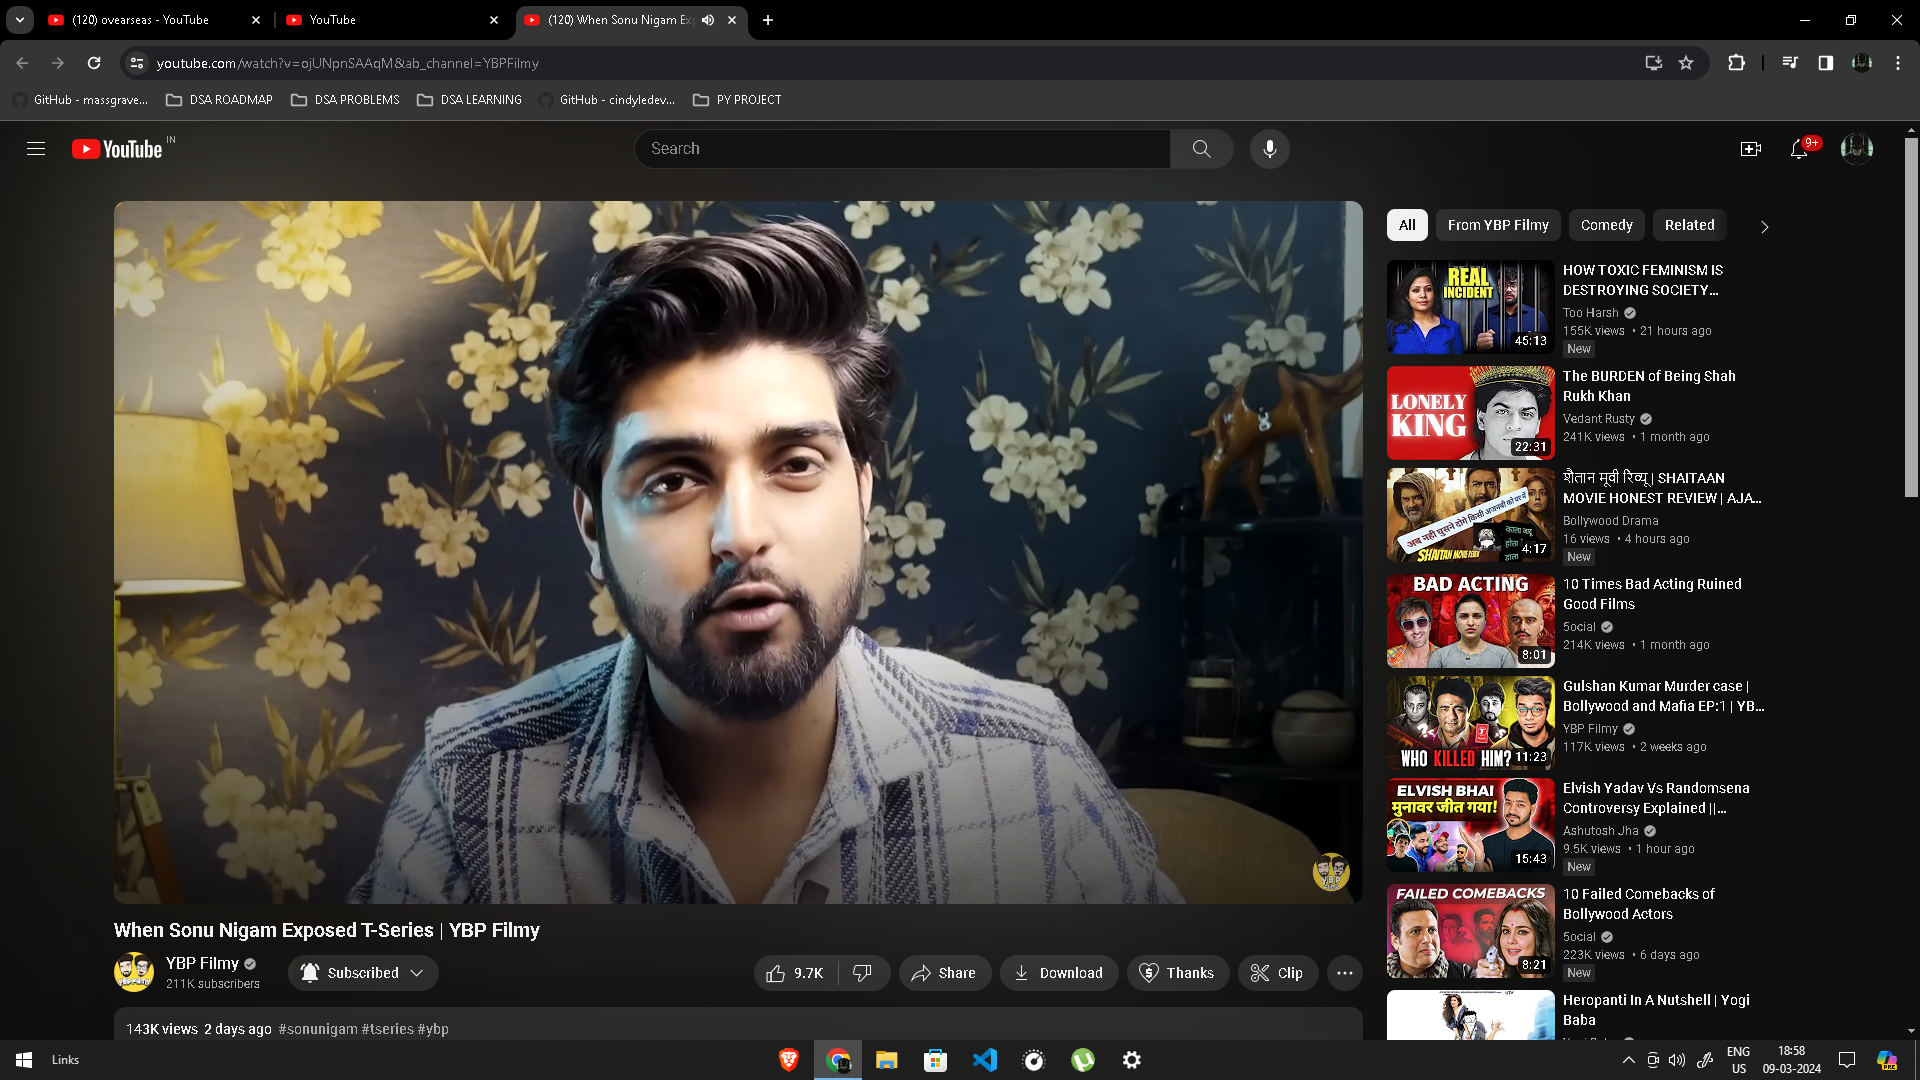 (120) ovearseas - YouTube
YouTube
(120) When Sonu Nigam Ex
youtube.com/watch?v=ojUNpnSAAqM&ab_channel=YBPFilmy
GitHub - massgrave...
DSA ROADMAP
DSA PROBLEMS
DSA LEARNING
GitHub - cindyledev...
PY PROJECT
YouTube IN
Search
9+
All
From YBP Filmy
Comedy
Related
REAL
INCIDENT
45:13
HOW TOXIC FEMINISM IS
DESTROYING SOCIETY...
Too Harsh
155K views • 21 hours ago
New
LONELY
KING
22:31
The BURDEN of Being Shah
Rukh Khan
Vedant Rusty
241K views • 1 month ago
अब नही घुसने दोगे किसी अजनबी को घर में
काला जादू
होता
डाला
4:17
शैतान मूवी रिव्यू | SHAITAAN
MOVIE HONEST REVIEW | AJA...
Bollywood Drama
16 views • 4 hours ago
New
BAD ACTING
8:01
10 Times Bad Acting Ruined
Good Films
5ocial
214K views • 1 month ago
WHO KILLED HIM?
11:23
Gulshan Kumar Murder case |
Bollywood and Mafia EP:1 | YB...
YBP Filmy
117K views • 2 weeks ago
ELVISH BHAI
मुनावर जीत गया!
15:43
Elvish Yadav Vs Randomsena
Controversy Explained ||...
Ashutosh Jha
9.5K views • 1 hour ago
New
FAILED COMEBACKS
8:21
10 Failed Comebacks of
Bollywood Actors
5ocial
223K views • 6 days ago
New
Heropanti In A Nutshell | Yogi
Baba
YBP
When Sonu Nigam Exposed T-Series | YBP Filmy
YBP Filmy
211K subscribers
Subscribed
9.7K
Share
Download
Thanks
Clip
143K views 2 days ago #sonunigam #tseries #ybp
Links
ENG
US
18:58
09-03-2024